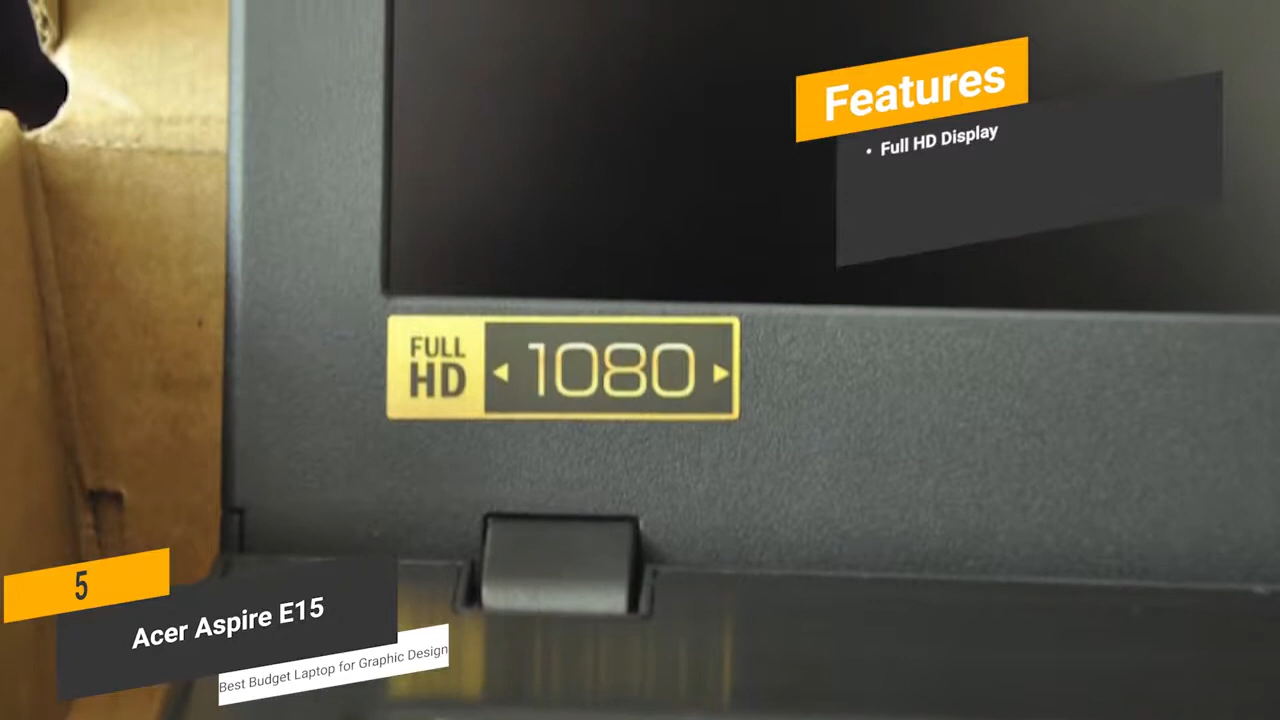 Features
• Full HD Display
FULL
HD
1080
5
Acer Aspire E15
Best Budget Laptop for Graphic Design